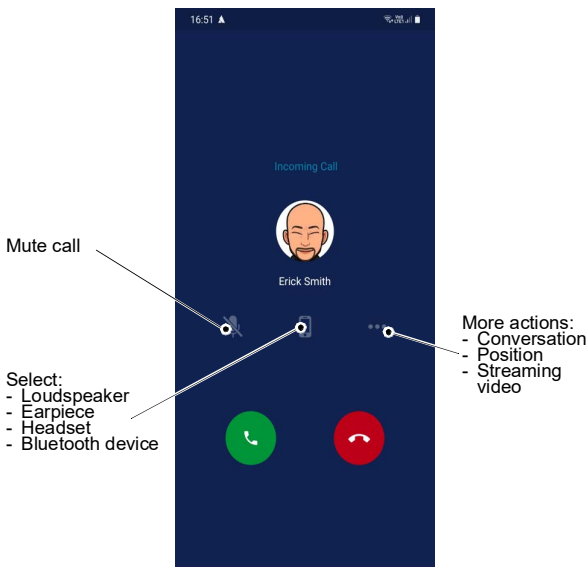 16:51
Incoming Call
Erick Smith
Mute call
Select:
- Loudspeaker
- Earpiece
- Headset
- Bluetooth device
More actions:
- Conversation
- Position
- Streaming
video